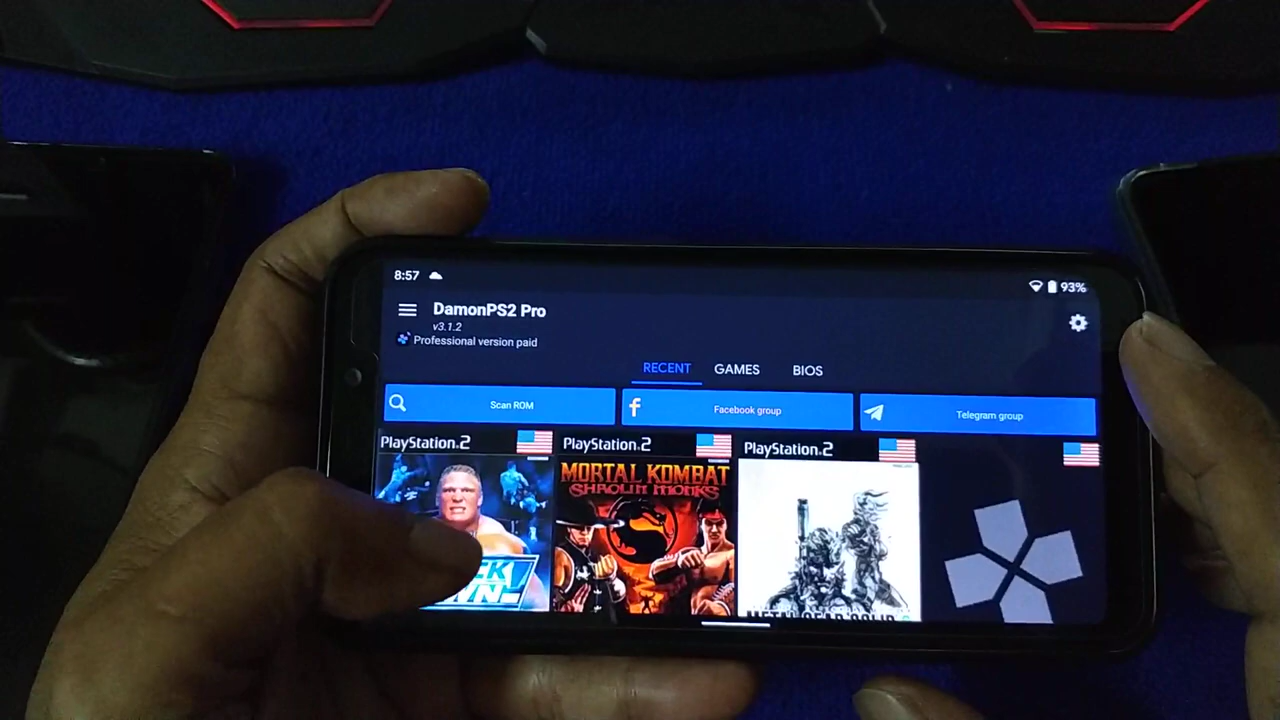 8:57
93%
DamonPS2 Pro
v3.1.2
Professional version paid
RECENT GAMES BIOS
Scan ROM
Facebook group
Telegram group
PlayStation.2
PlayStation.2
PlayStation.2
MORTAL KOMBAT
SHAOLIN MONKS